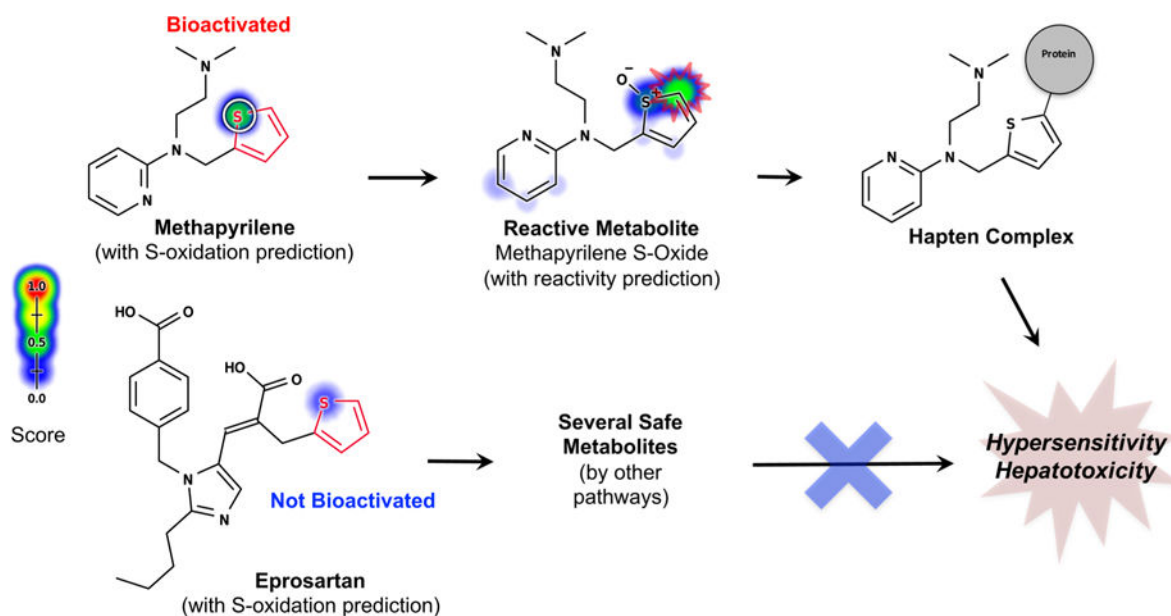 Bioactivated
N
S
N
N
Methapyrilene
(with S-oxidation prediction)
N
O
−
S
+
N
N
Reactive Metabolite
Methapyrilene S-Oxide
(with reactivity prediction)
Protein
N
S
N
N
Hapten Complex
1.0
0.5
0.0
Score
HO
O
HO
O
S
N
N
Not Bioactivated
Eprosartan
(with S-oxidation prediction)
Several Safe
Metabolites
(by other
pathways)
Hypersensitivity
Hepatotoxicity